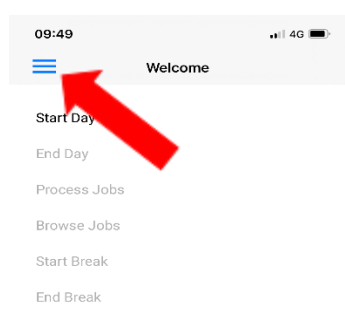 09:49 4G
Welcome
Start Day
End Day
Process Jobs
Browse Jobs
Start Break
End Break